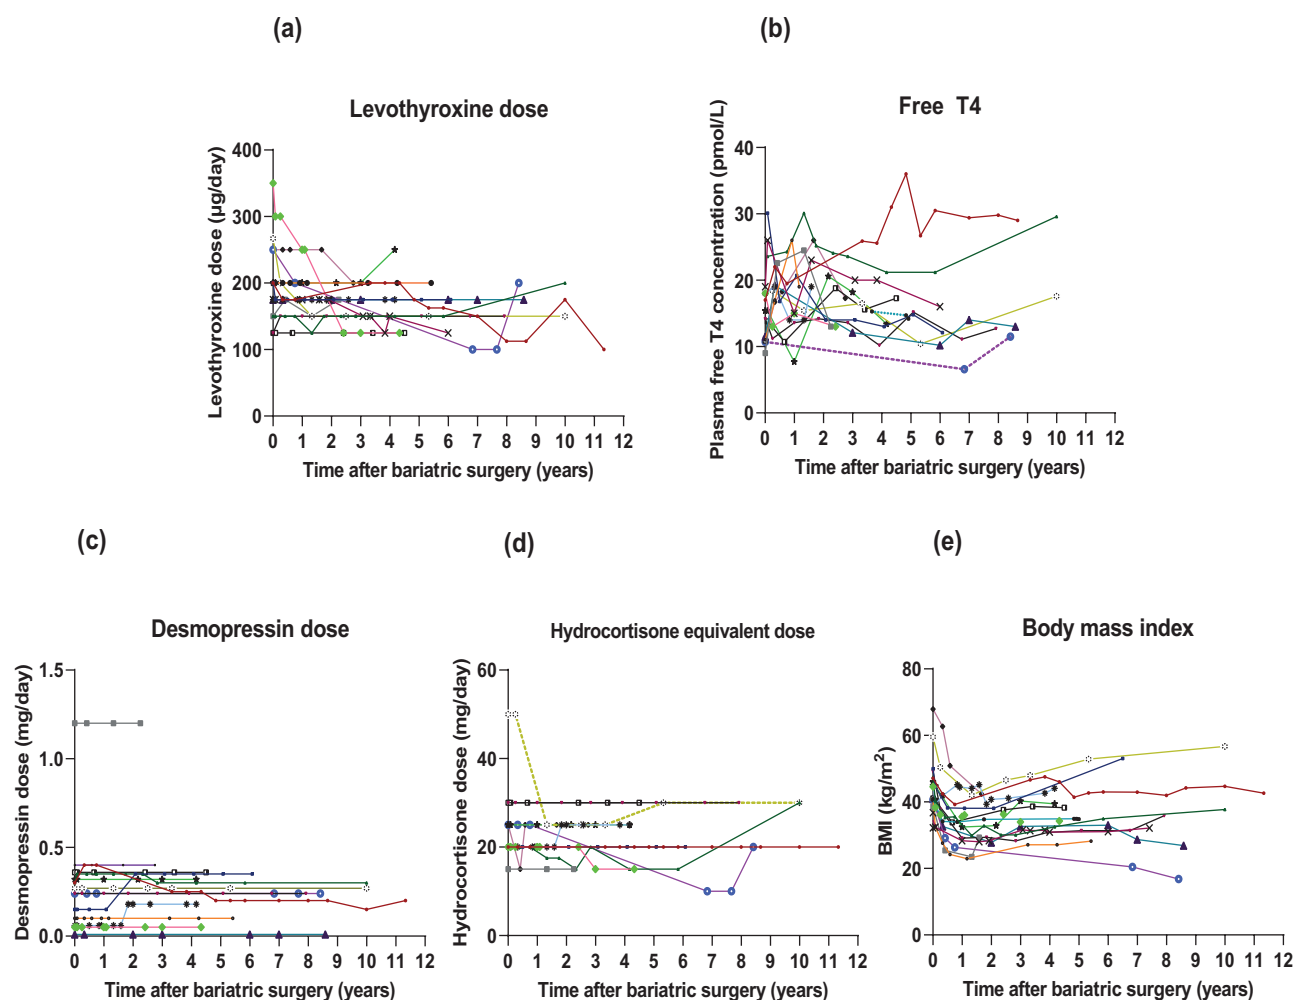 (a)
(b)
Levothyroxine dose
Free T4
Levothyroxine dose (µg/day)
400
300
200
100
0
0 1 2 3 4 5 6 7 8 9 10 11 12
Time after bariatric surgery (years)
Plasma free T4 concentration (pmol/L)
40
30
20
10
0
0 1 2 3 4 5 6 7 8 9 10 11 12
Time after bariatric surgery (years)
(c)
(d)
(e)
Desmopressin dose
Hydrocortisone equivalent dose
Body mass index
Desmopressin dose (mg/day)
1.5
1.0
0.5
0.0
0 1 2 3 4 5 6 7 8 9 10 11 12
Time after bariatric surgery (years)
Hydrocortisone dose (mg/day)
60
40
20
0
0 1 2 3 4 5 6 7 8 9 10 11 12
Time after bariatric surgery (years)
BMI (kg/m²)
80
60
40
20
0
0 1 2 3 4 5 6 7 8 9 10 11 12
Time after bariatric surgery (years)